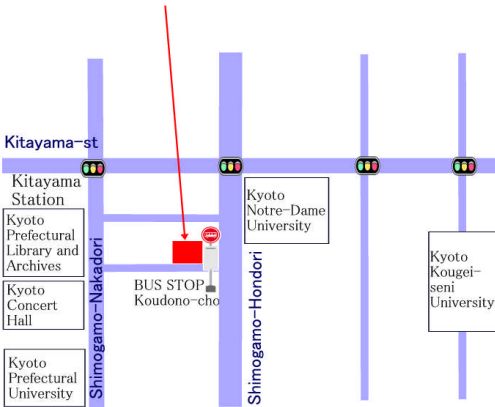 Kitayama-st
Kitayama
Station
Kyoto
Prefectural
Library and
Archives
Kyoto
Concert
Hall
Kyoto
Prefectural
University
Shimogamo-Nakadori
BUS STOP
Koudono-cho
Shimogamo-Hondori
Kyoto
Notre-Dame
University
Kyoto
Kougei-
seni
University